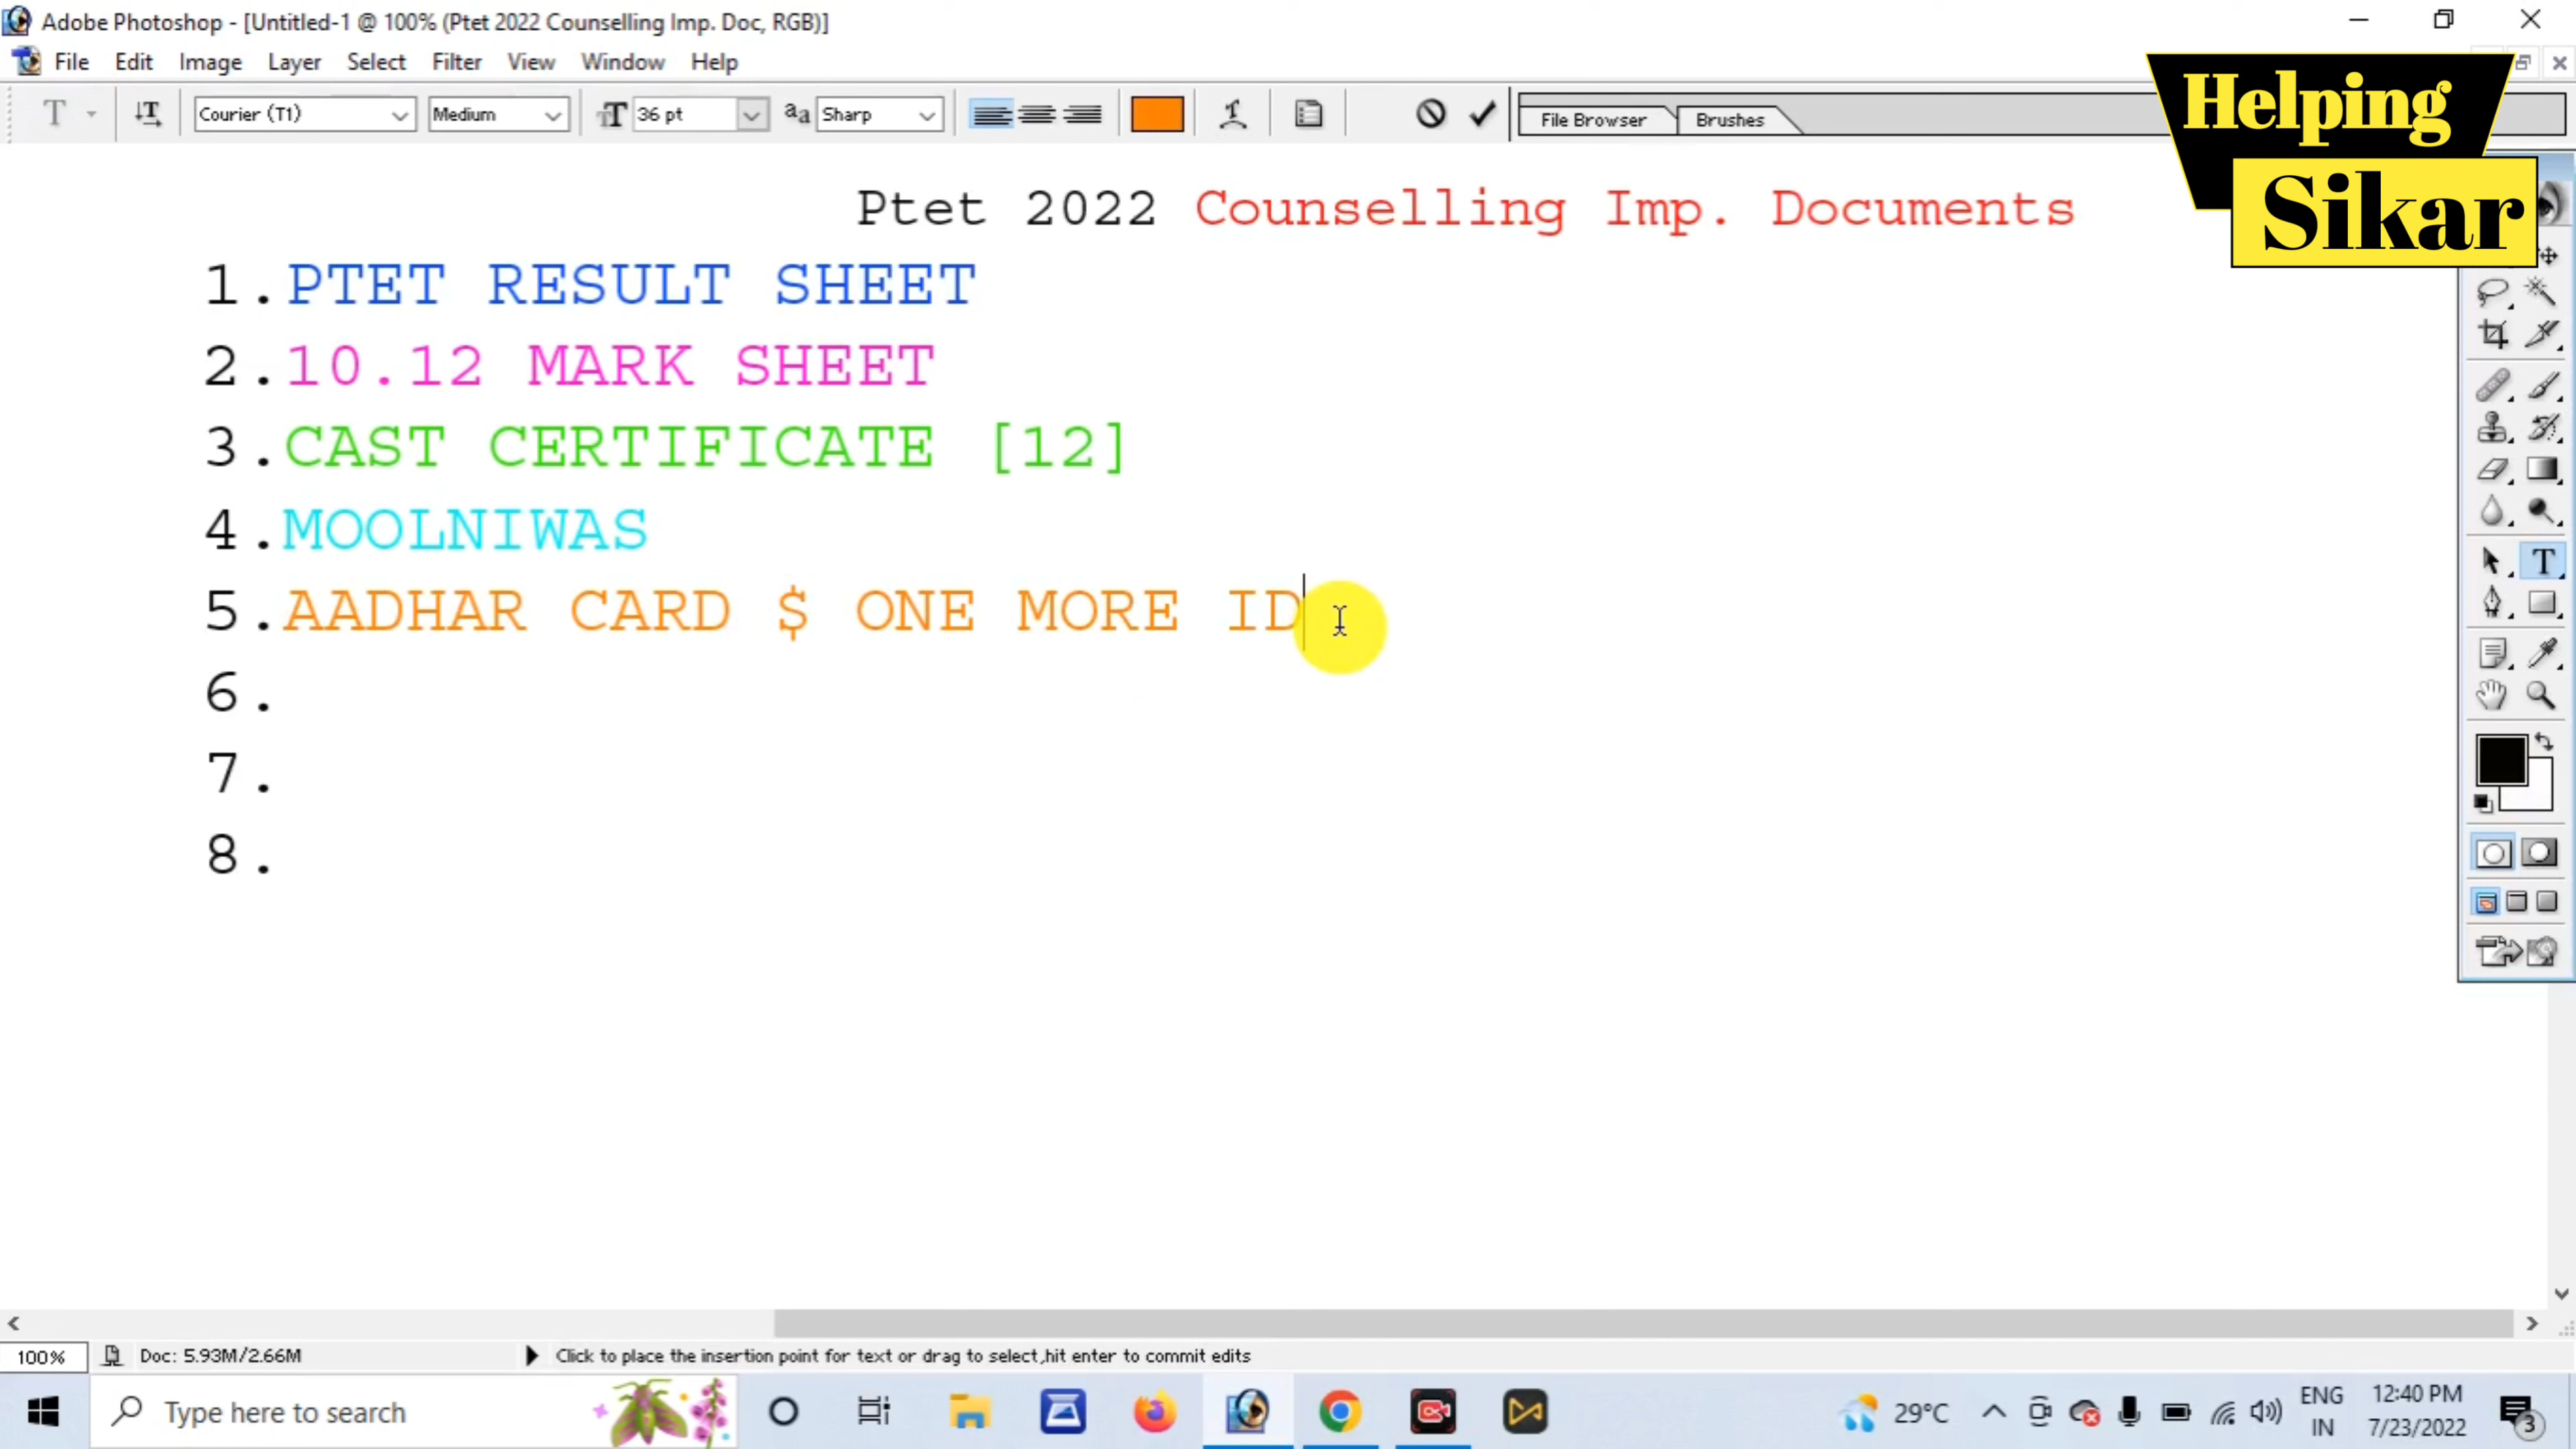 Adobe Photoshop - [Untitled-1 @ 100% (Ptet 2022 Counselling Imp. Doc, RGB)]
File Edit Image Layer Select Filter View Window Help
T Courier (T1) Medium 36 pt aa Sharp File Browser Brushes
Helping
Sikar
Ptet 2022 Counselling Imp. Documents
1.PTET RESULT SHEET
2.10.12 MARK SHEET
3.CAST CERTIFICATE [12]
4.MOOLNIWAS
5.AADHAR CARD $ ONE MORE ID
6.
7.
8.
100% Doc: 5.93M/2.66M Click to place the insertion point for text or drag to select,hit enter to commit edits
Type here to search 29°C ENG 12:40 PM
IN 7/23/2022 3